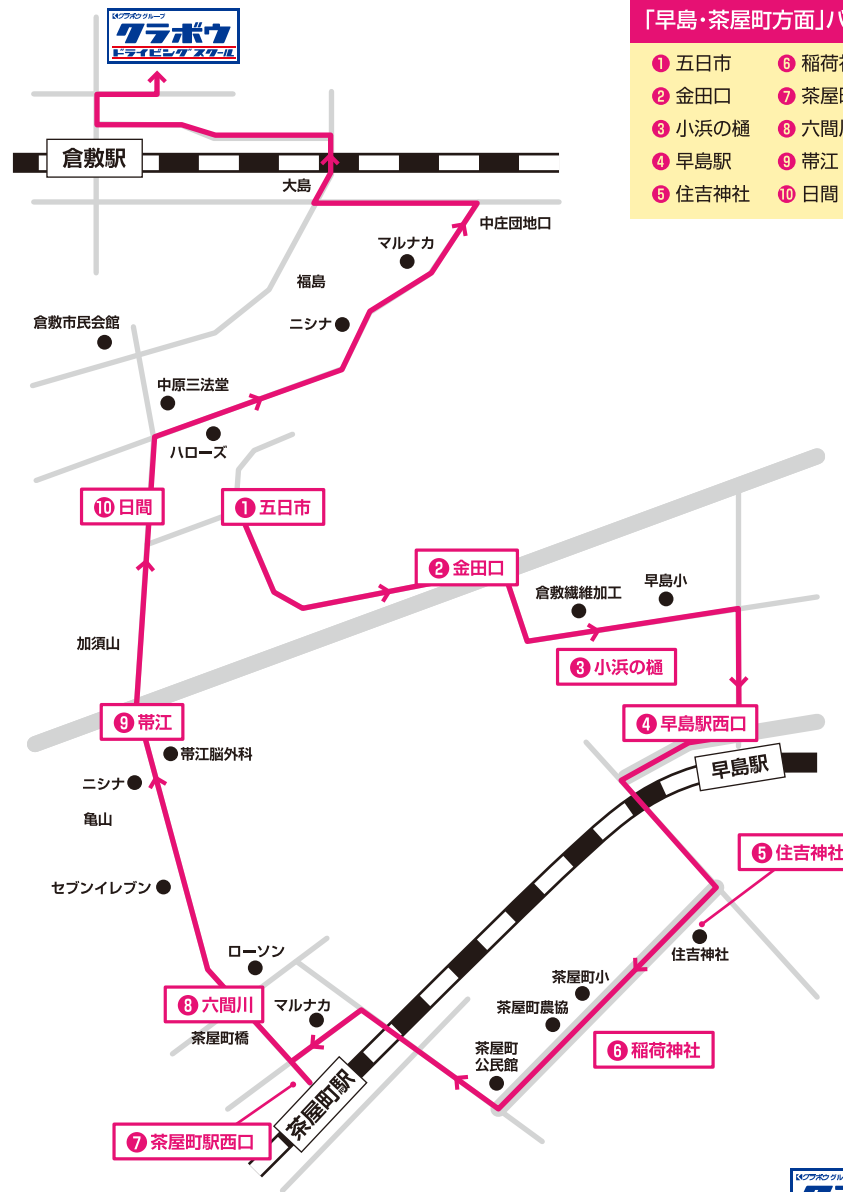 クラボウグループ
クラボウ
ドライビングスクール
「早島・茶屋町方面」バ
❶ 五日市
❷ 金田口
❸ 小浜の樋
❹ 早島駅
❺ 住吉神社
❻ 稲荷神
❼ 茶屋町
❽ 六間川
❾ 帯江
❿ 日間
倉敷駅
大島
中庄団地口
マルナカ
福島
ニシナ
倉敷市民会館
中原三法堂
ハローズ
❿ 日間
❶ 五日市
❷ 金田口
倉敷繊維加工
早島小
❸ 小浜の樋
加須山
❾ 帯江
❹ 早島駅西口
帯江脳外科
早島駅
ニシナ
亀山
❺ 住吉神社
セブンイレブン
住吉神社
ローソン
茶屋町小
❽ 六間川
マルナカ
茶屋町農協
茶屋町橋
茶屋町
公民館
❻ 稲荷神社
茶屋町駅
❼ 茶屋町駅西口